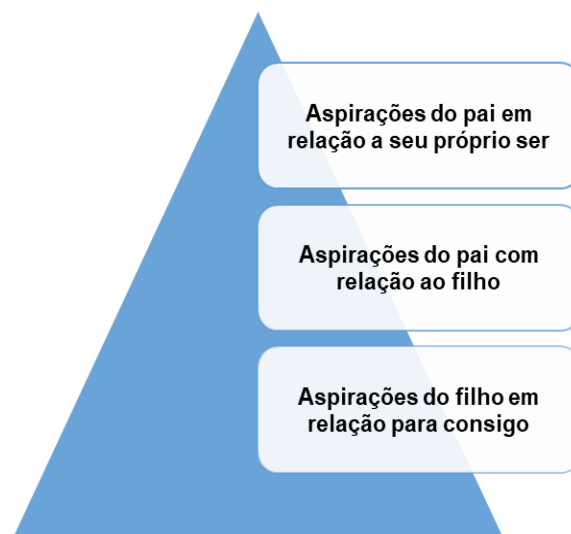 Aspirações do pai em
relação a seu próprio ser
Aspirações do pai com
relação ao filho
Aspirações do filho em
relação para consigo